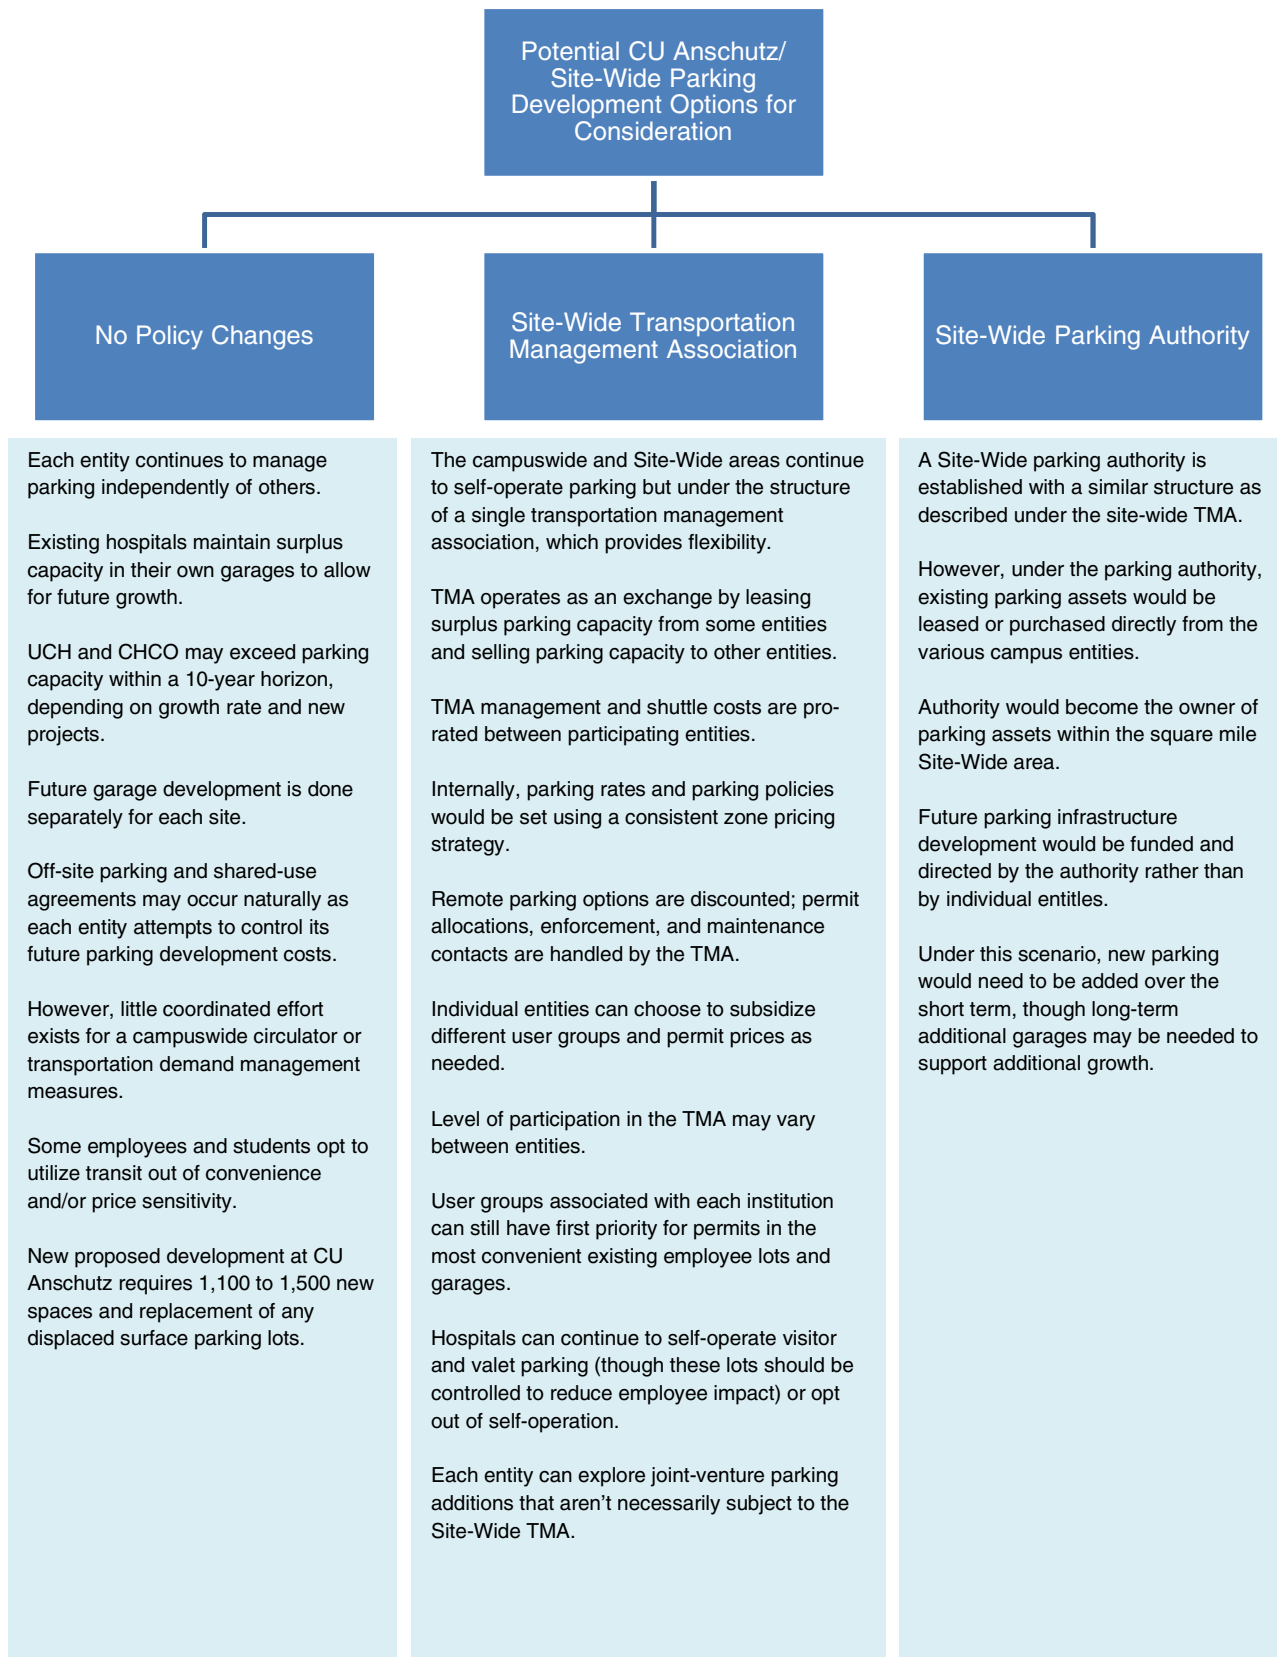 Potential CU Anschutz/
Site-Wide Parking
Development Options for
Consideration
No Policy Changes
Site-Wide Transportation
Management Association
Site-Wide Parking Authority
Each entity continues to manage
parking independently of others.
Existing hospitals maintain surplus
capacity in their own garages to allow
for future growth.
UCH and CHCO may exceed parking
capacity within a 10-year horizon,
depending on growth rate and new
projects.
Future garage development is done
separately for each site.
Off-site parking and shared-use
agreements may occur naturally as
each entity attempts to control its
future parking development costs.
However, little coordinated effort
exists for a campuswide circulator or
transportation demand management
measures.
Some employees and students opt to
utilize transit out of convenience
and/or price sensitivity.
New proposed development at CU
Anschutz requires 1,100 to 1,500 new
spaces and replacement of any
displaced surface parking lots.
The campuswide and Site-Wide areas continue
to self-operate parking but under the structure
of a single transportation management
association, which provides flexibility.
TMA operates as an exchange by leasing
surplus parking capacity from some entities
and selling parking capacity to other entities.
TMA management and shuttle costs are pro-
rated between participating entities.
Internally, parking rates and parking policies
would be set using a consistent zone pricing
strategy.
Remote parking options are discounted; permit
allocations, enforcement, and maintenance
contacts are handled by the TMA.
Individual entities can choose to subsidize
different user groups and permit prices as
needed.
Level of participation in the TMA may vary
between entities.
User groups associated with each institution
can still have first priority for permits in the
most convenient existing employee lots and
garages.
Hospitals can continue to self-operate visitor
and valet parking (though these lots should be
controlled to reduce employee impact) or opt
out of self-operation.
Each entity can explore joint-venture parking
additions that aren't necessarily subject to the
Site-Wide TMA.
A Site-Wide parking authority is
established with a similar structure as
described under the site-wide TMA.
However, under the parking authority,
existing parking assets would be
leased or purchased directly from the
various campus entities.
Authority would become the owner of
parking assets within the square mile
Site-Wide area.
Future parking infrastructure
development would be funded and
directed by the authority rather than
by individual entities.
Under this scenario, new parking
would need to be added over the
short term, though long-term
additional garages may be needed to
support additional growth.